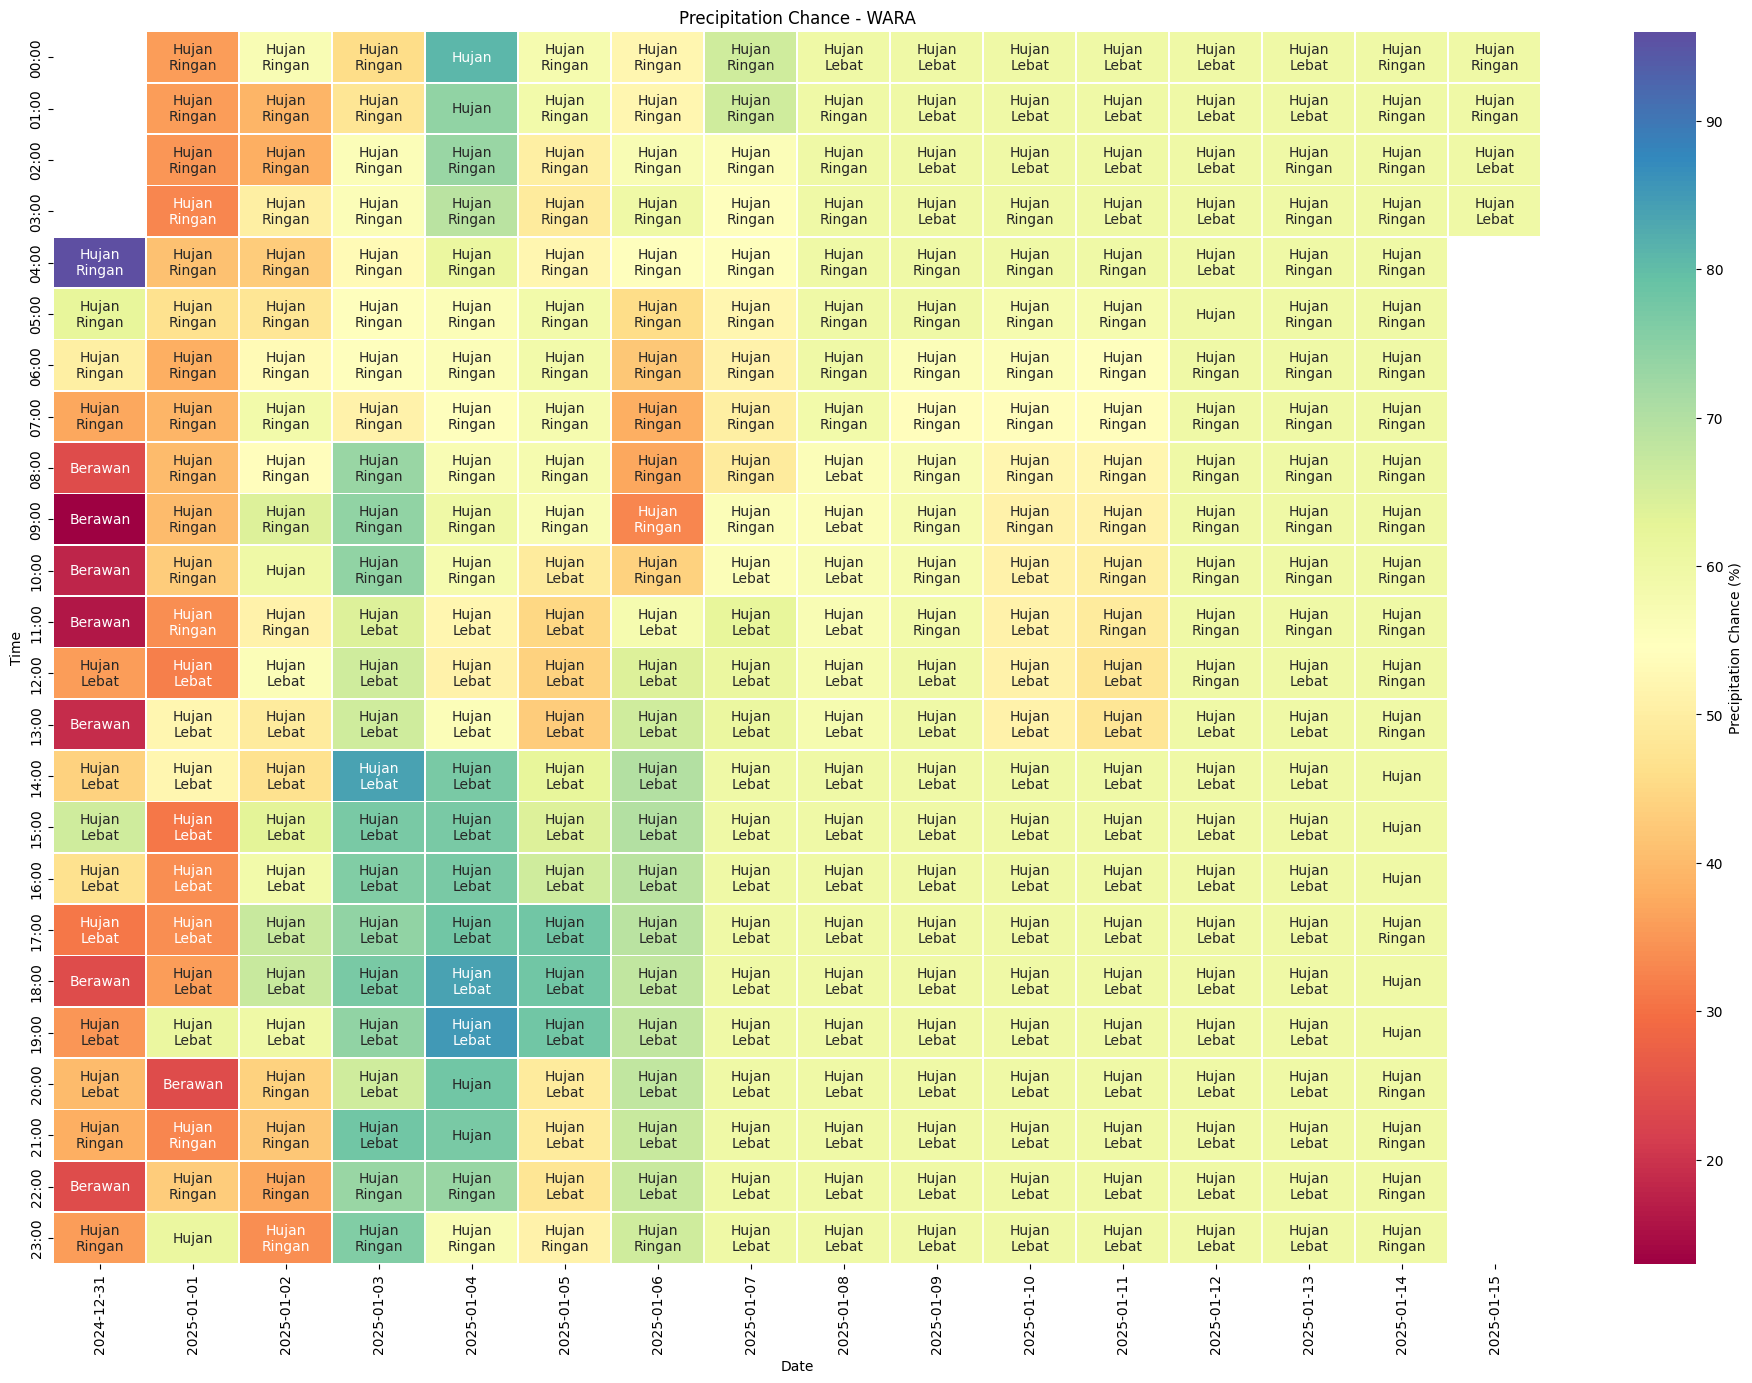 Precipitation Chance - WARA
00:00 Hujan Ringan Hujan Ringan Hujan Ringan Hujan Hujan Ringan Hujan Ringan Hujan Ringan Hujan Lebat Hujan Lebat Hujan Lebat Hujan Lebat Hujan Lebat Hujan Lebat Hujan Ringan Hujan Ringan
01:00 Hujan Ringan Hujan Ringan Hujan Ringan Hujan Hujan Ringan Hujan Ringan Hujan Ringan Hujan Ringan Hujan Lebat Hujan Lebat Hujan Lebat Hujan Lebat Hujan Lebat Hujan Ringan Hujan Ringan
02:00 Hujan Ringan Hujan Ringan Hujan Ringan Hujan Ringan Hujan Ringan Hujan Ringan Hujan Ringan Hujan Ringan Hujan Lebat Hujan Lebat Hujan Lebat Hujan Lebat Hujan Ringan Hujan Ringan Hujan Lebat
03:00 Hujan Ringan Hujan Ringan Hujan Ringan Hujan Ringan Hujan Ringan Hujan Ringan Hujan Ringan Hujan Ringan Hujan Lebat Hujan Ringan Hujan Lebat Hujan Lebat Hujan Ringan Hujan Ringan Hujan Lebat
04:00 Hujan Ringan Hujan Ringan Hujan Ringan Hujan Ringan Hujan Ringan Hujan Ringan Hujan Ringan Hujan Ringan Hujan Ringan Hujan Ringan Hujan Ringan Hujan Ringan Hujan Lebat Hujan Ringan Hujan Ringan
05:00 Hujan Ringan Hujan Ringan Hujan Ringan Hujan Ringan Hujan Ringan Hujan Ringan Hujan Ringan Hujan Ringan Hujan Ringan Hujan Ringan Hujan Ringan Hujan Ringan Hujan Hujan Ringan Hujan Ringan
06:00 Hujan Ringan Hujan Ringan Hujan Ringan Hujan Ringan Hujan Ringan Hujan Ringan Hujan Ringan Hujan Ringan Hujan Ringan Hujan Ringan Hujan Ringan Hujan Ringan Hujan Ringan Hujan Ringan Hujan Ringan
07:00 Hujan Ringan Hujan Ringan Hujan Ringan Hujan Ringan Hujan Ringan Hujan Ringan Hujan Ringan Hujan Ringan Hujan Ringan Hujan Ringan Hujan Ringan Hujan Ringan Hujan Ringan Hujan Ringan Hujan Ringan
08:00 Berawan Hujan Ringan Hujan Ringan Hujan Ringan Hujan Ringan Hujan Ringan Hujan Ringan Hujan Ringan Hujan Lebat Hujan Ringan Hujan Ringan Hujan Ringan Hujan Ringan Hujan Ringan Hujan Ringan
09:00 Berawan Hujan Ringan Hujan Ringan Hujan Ringan Hujan Ringan Hujan Ringan Hujan Ringan Hujan Ringan Hujan Lebat Hujan Ringan Hujan Ringan Hujan Ringan Hujan Ringan Hujan Ringan Hujan Ringan
10:00 Berawan Hujan Ringan Hujan Hujan Ringan Hujan Ringan Hujan Lebat Hujan Ringan Hujan Lebat Hujan Lebat Hujan Ringan Hujan Lebat Hujan Ringan Hujan Ringan Hujan Ringan Hujan Ringan
11:00 Berawan Hujan Ringan Hujan Ringan Hujan Lebat Hujan Lebat Hujan Lebat Hujan Lebat Hujan Lebat Hujan Lebat Hujan Ringan Hujan Lebat Hujan Ringan Hujan Ringan Hujan Ringan Hujan Ringan
12:00 Hujan Lebat Hujan Lebat Hujan Lebat Hujan Lebat Hujan Lebat Hujan Lebat Hujan Lebat Hujan Lebat Hujan Lebat Hujan Lebat Hujan Lebat Hujan Lebat Hujan Ringan Hujan Lebat Hujan Ringan
13:00 Berawan Hujan Lebat Hujan Lebat Hujan Lebat Hujan Lebat Hujan Lebat Hujan Lebat Hujan Lebat Hujan Lebat Hujan Lebat Hujan Lebat Hujan Lebat Hujan Lebat Hujan Lebat Hujan Ringan
14:00 Hujan Lebat Hujan Lebat Hujan Lebat Hujan Lebat Hujan Lebat Hujan Lebat Hujan Lebat Hujan Lebat Hujan Lebat Hujan Lebat Hujan Lebat Hujan Lebat Hujan Lebat Hujan Lebat Hujan
15:00 Hujan Lebat Hujan Lebat Hujan Lebat Hujan Lebat Hujan Lebat Hujan Lebat Hujan Lebat Hujan Lebat Hujan Lebat Hujan Lebat Hujan Lebat Hujan Lebat Hujan Lebat Hujan Lebat Hujan
16:00 Hujan Lebat Hujan Lebat Hujan Lebat Hujan Lebat Hujan Lebat Hujan Lebat Hujan Lebat Hujan Lebat Hujan Lebat Hujan Lebat Hujan Lebat Hujan Lebat Hujan Lebat Hujan Lebat Hujan
17:00 Hujan Lebat Hujan Lebat Hujan Lebat Hujan Lebat Hujan Lebat Hujan Lebat Hujan Lebat Hujan Lebat Hujan Lebat Hujan Lebat Hujan Lebat Hujan Lebat Hujan Lebat Hujan Lebat Hujan Ringan
18:00 Berawan Hujan Lebat Hujan Lebat Hujan Lebat Hujan Lebat Hujan Lebat Hujan Lebat Hujan Lebat Hujan Lebat Hujan Lebat Hujan Lebat Hujan Lebat Hujan Lebat Hujan Lebat Hujan
19:00 Hujan Lebat Hujan Lebat Hujan Lebat Hujan Lebat Hujan Lebat Hujan Lebat Hujan Lebat Hujan Lebat Hujan Lebat Hujan Lebat Hujan Lebat Hujan Lebat Hujan Lebat Hujan Lebat Hujan
20:00 Hujan Lebat Berawan Hujan Ringan Hujan Lebat Hujan Hujan Lebat Hujan Lebat Hujan Lebat Hujan Lebat Hujan Lebat Hujan Lebat Hujan Lebat Hujan Lebat Hujan Lebat Hujan Ringan
21:00 Hujan Ringan Hujan Ringan Hujan Ringan Hujan Lebat Hujan Hujan Lebat Hujan Lebat Hujan Lebat Hujan Lebat Hujan Lebat Hujan Lebat Hujan Lebat Hujan Lebat Hujan Lebat Hujan Ringan
22:00 Berawan Hujan Ringan Hujan Ringan Hujan Ringan Hujan Ringan Hujan Lebat Hujan Lebat Hujan Lebat Hujan Lebat Hujan Lebat Hujan Lebat Hujan Lebat Hujan Lebat Hujan Lebat Hujan Ringan
23:00 Hujan Ringan Hujan Hujan Ringan Hujan Ringan Hujan Ringan Hujan Ringan Hujan Ringan Hujan Lebat Hujan Lebat Hujan Lebat Hujan Lebat Hujan Lebat Hujan Lebat Hujan Lebat Hujan Ringan
Time
2024-12-31 2025-01-01 2025-01-02 2025-01-03 2025-01-04 2025-01-05 2025-01-06 2025-01-07 2025-01-08 2025-01-09 2025-01-10 2025-01-11 2025-01-12 2025-01-13 2025-01-14 2025-01-15
Date
90
80
70
60
50
40
30
20
Precipitation Chance (%)